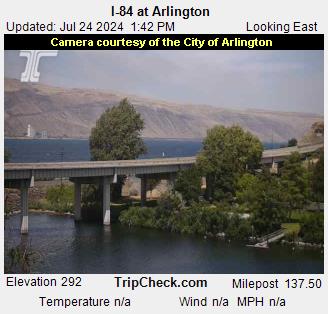 I-84 at Arlington
Updated: Jul 24 2024 1:42 PM Looking East
Camera courtesy of the City of Arlington
Elevation 292 TripCheck.com Milepost 137.50
Temperature n/a Wind n/a MPH n/a